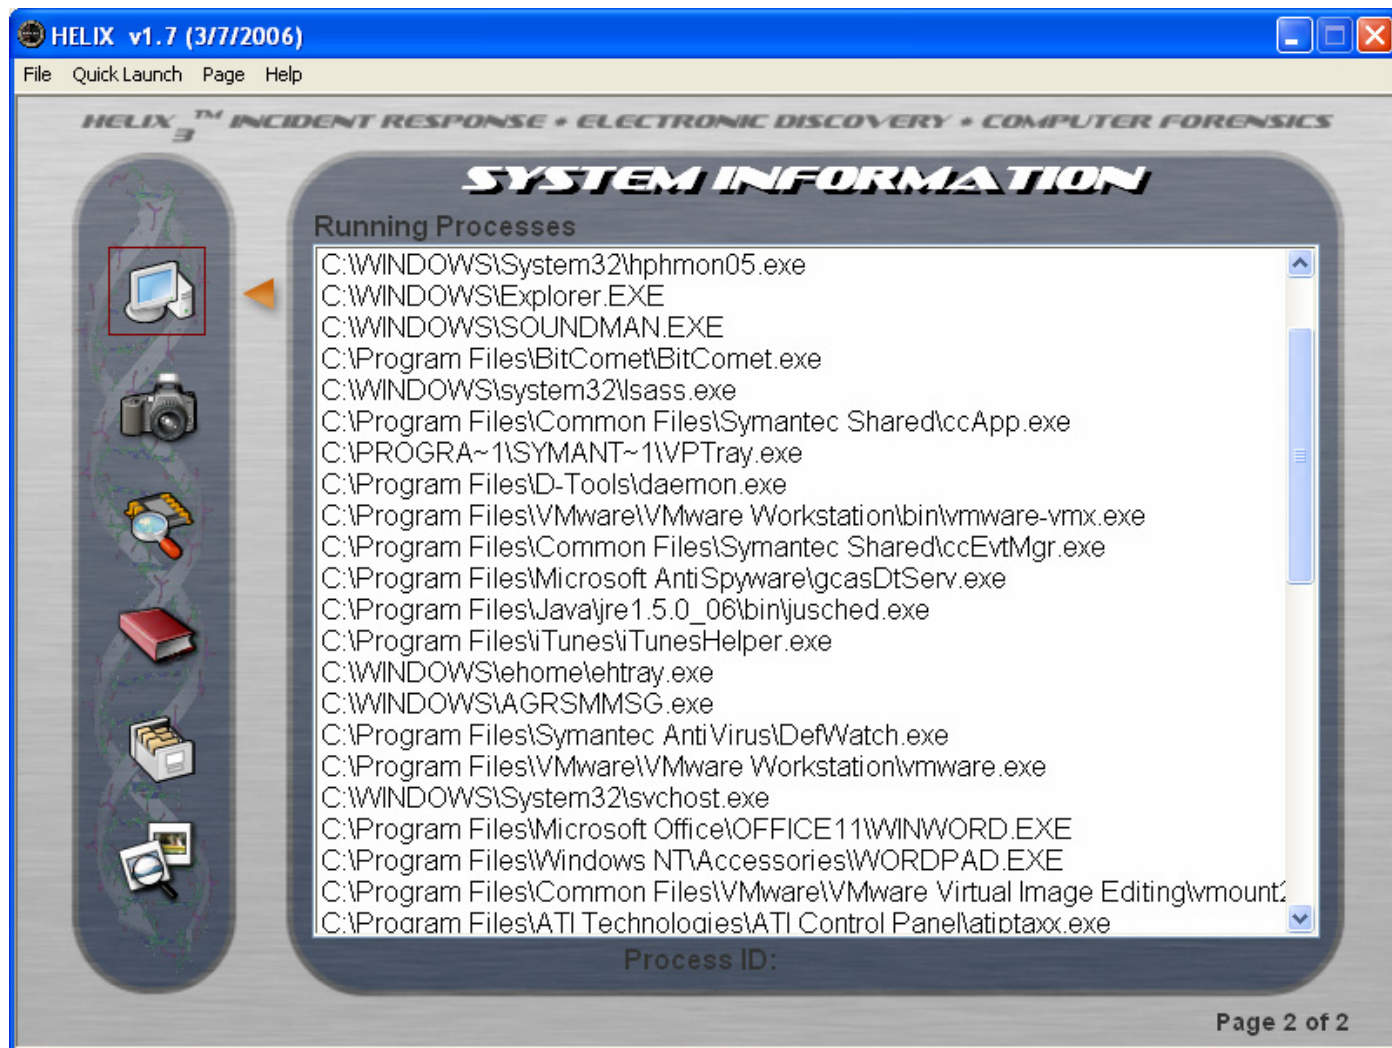 HELIX v1.7 (3/7/2006)
File Quick Launch Page Help
HELIX3™ INCIDENT RESPONSE • ELECTRONIC DISCOVERY • COMPUTER FORENSICS
SYSTEM INFORMATION
Running Processes
C:\WINDOWS\System32\hphmon05.exe
C:\WINDOWS\Explorer.EXE
C:\WINDOWS\SOUNDMAN.EXE
C:\Program Files\BitComet\BitComet.exe
C:\WINDOWS\system32\lsass.exe
C:\Program Files\Common Files\Symantec Shared\ccApp.exe
C:\PROGRA~1\SYMANT~1\VPTray.exe
C:\Program Files\D-Tools\daemon.exe
C:\Program Files\VMware\VMware Workstation\bin\vmware-vmx.exe
C:\Program Files\Common Files\Symantec Shared\ccEvtMgr.exe
C:\Program Files\Microsoft AntiSpyware\gcasDtServ.exe
C:\Program Files\Java\jre1.5.0_06\bin\jusched.exe
C:\Program Files\iTunes\iTunesHelper.exe
C:\WINDOWS\ehome\ehtray.exe
C:\WINDOWS\AGRSMMSG.exe
C:\Program Files\Symantec AntiVirus\DefWatch.exe
C:\Program Files\VMware\VMware Workstation\vmware.exe
C:\WINDOWS\System32\svchost.exe
C:\Program Files\Microsoft Office\OFFICE11\WINWORD.EXE
C:\Program Files\Windows NT\Accessories\WORDPAD.EXE
C:\Program Files\Common Files\VMware\VMware Virtual Image Editing\vmount2
C:\Program Files\ATI Technologies\ATI Control Panel\atiptaxx.exe
Process ID:
Page 2 of 2